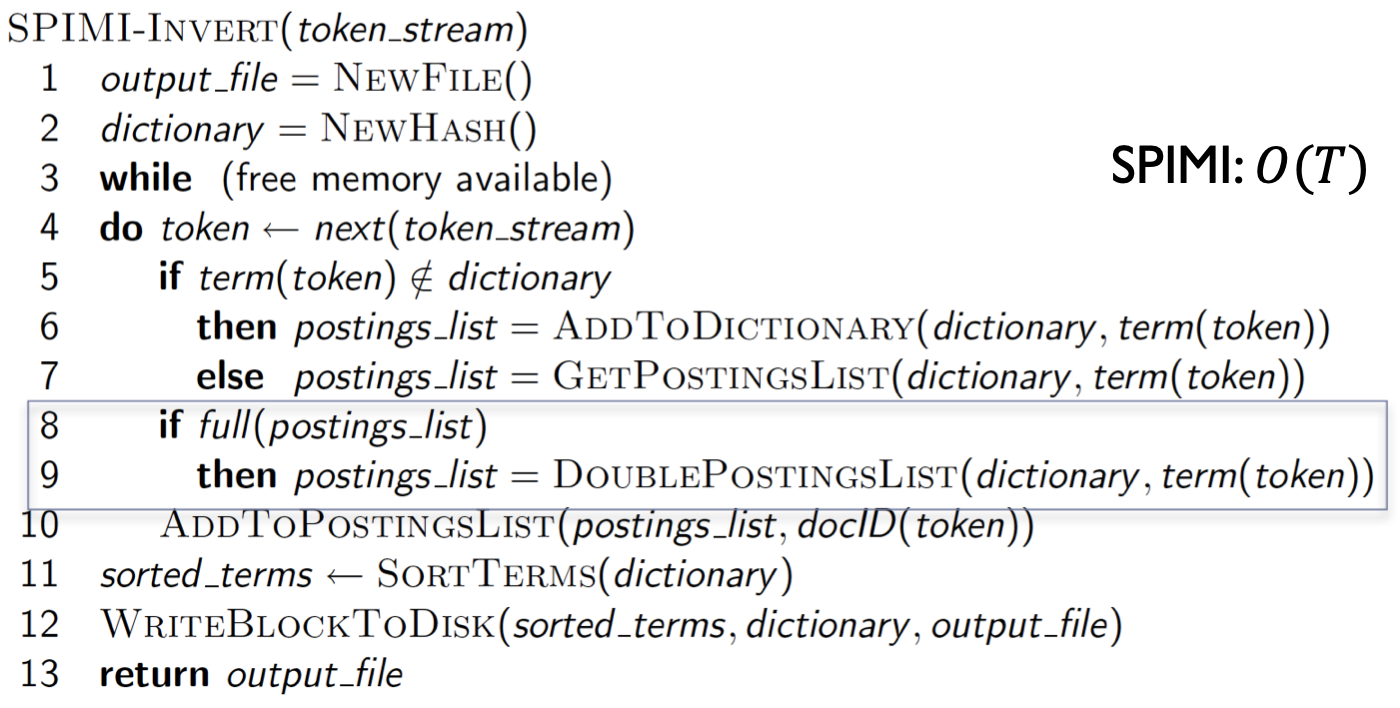 SPIMI-INVERT(token_stream)
1 output_file = NEWFILE()
2 dictionary = NEWHASH()
3 while (free memory available)
SPIMI: O(T)
4 do token ← next(token_stream)
5 if term(token) ∉ dictionary
6 then postings_list = ADDTODICTIONARY(dictionary, term(token))
7 else postings_list = GETPOSTINGSLIST(dictionary, term(token))
8 if full(postings_list)
9 then postings_list = DOUBLEPOSTINGSLIST(dictionary, term(token))
10 ADDTOPOSTINGSLIST(postings_list, docID(token))
11 sorted_terms ← SORTTERMS(dictionary)
12 WRITEBLOCKTODISK(sorted_terms, dictionary, output_file)
13 return output_file